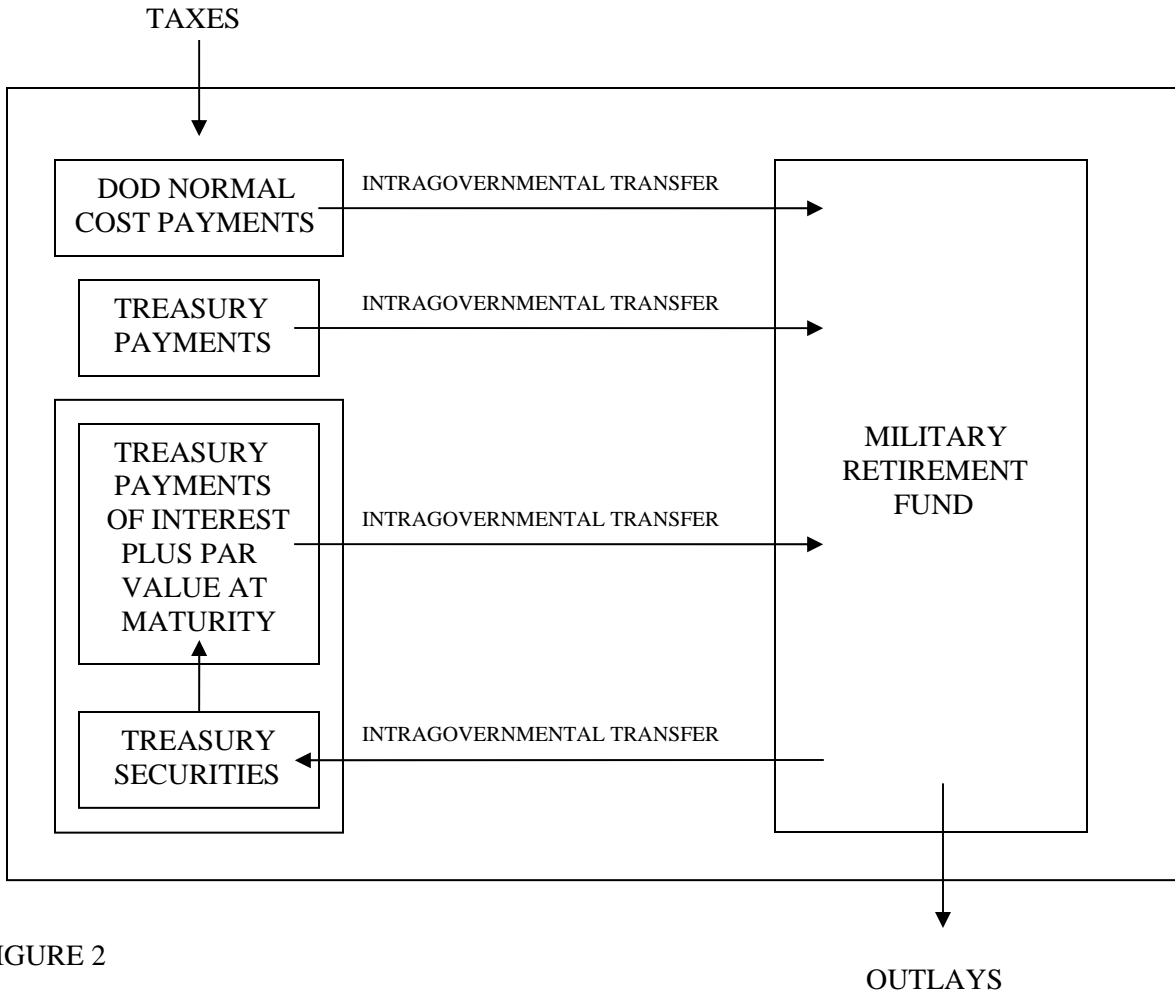 TAXES
DOD NORMAL
COST PAYMENTS
INTRAGOVERNMENTAL TRANSFER
TREASURY
PAYMENTS
INTRAGOVERNMENTAL TRANSFER
TREASURY
PAYMENTS
OF INTEREST
PLUS PAR
VALUE AT
MATURITY
INTRAGOVERNMENTAL TRANSFER
MILITARY
RETIREMENT
FUND
TREASURY
SECURITIES
INTRAGOVERNMENTAL TRANSFER
IGURE 2
OUTLAYS